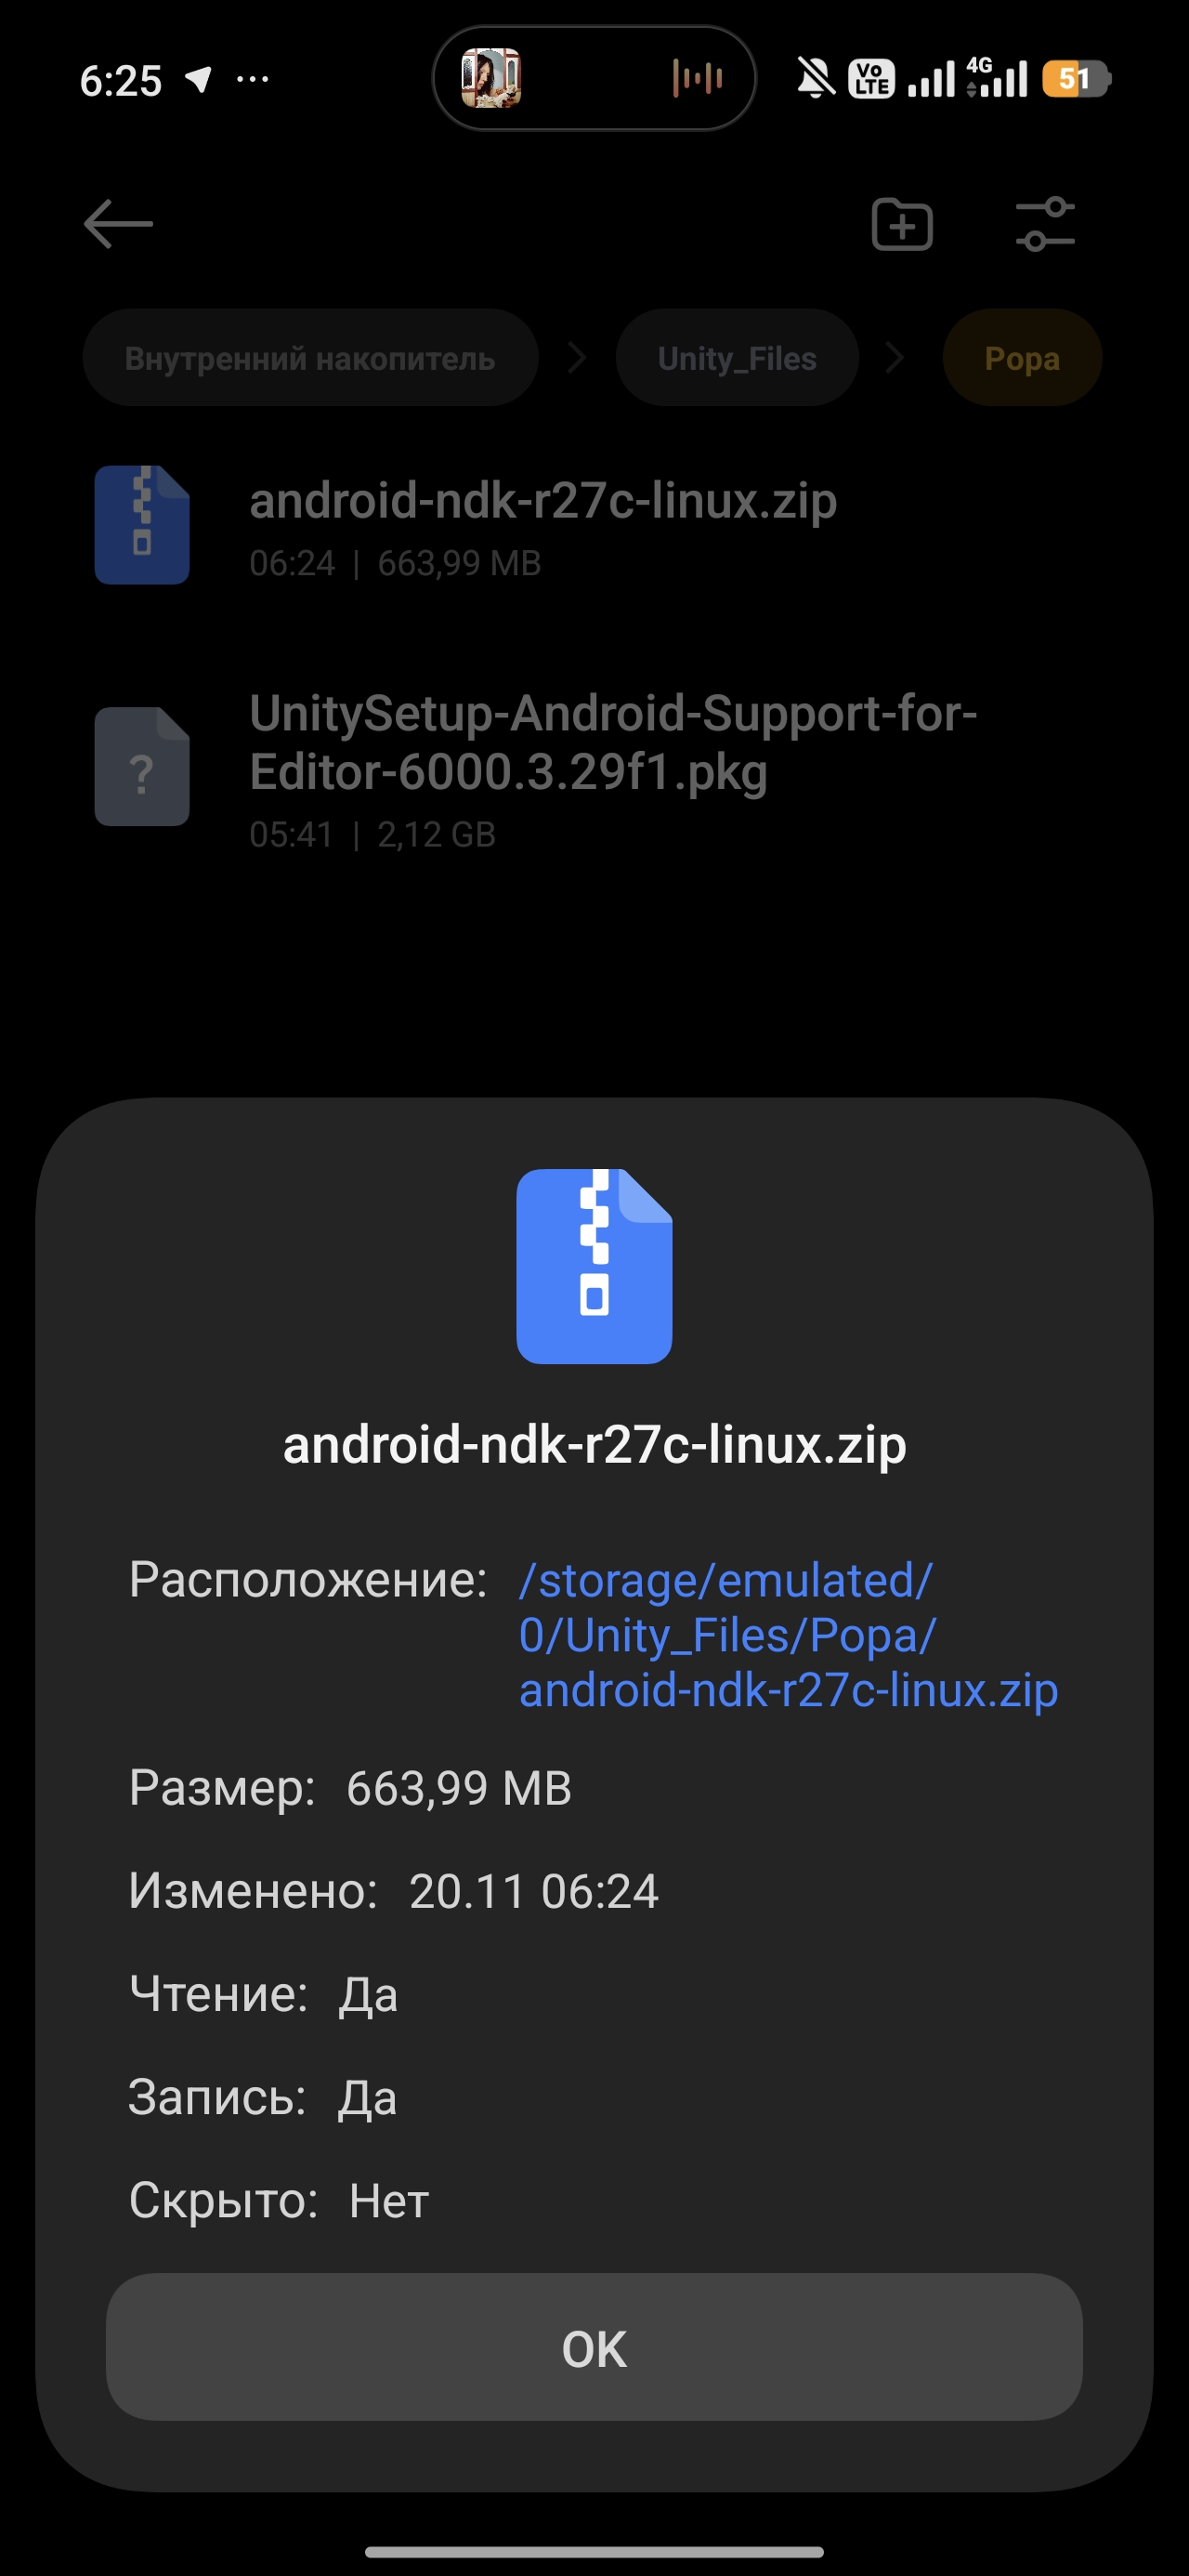 6:25
Vo
LTE
4G
51
Внутренний накопитель
Unity_Files
Popa
android-ndk-r27c-linux.zip
06:24 | 663,99 MB
?
UnitySetup-Android-Support-for-
Editor-6000.3.29f1.pkg
05:41 | 2,12 GB
android-ndk-r27c-linux.zip
Расположение: /storage/emulated/
0/Unity_Files/Popa/
android-ndk-r27c-linux.zip
Размер: 663,99 MB
Изменено: 20.11 06:24
Чтение: Да
Запись: Да
Скрыто: Нет
OK